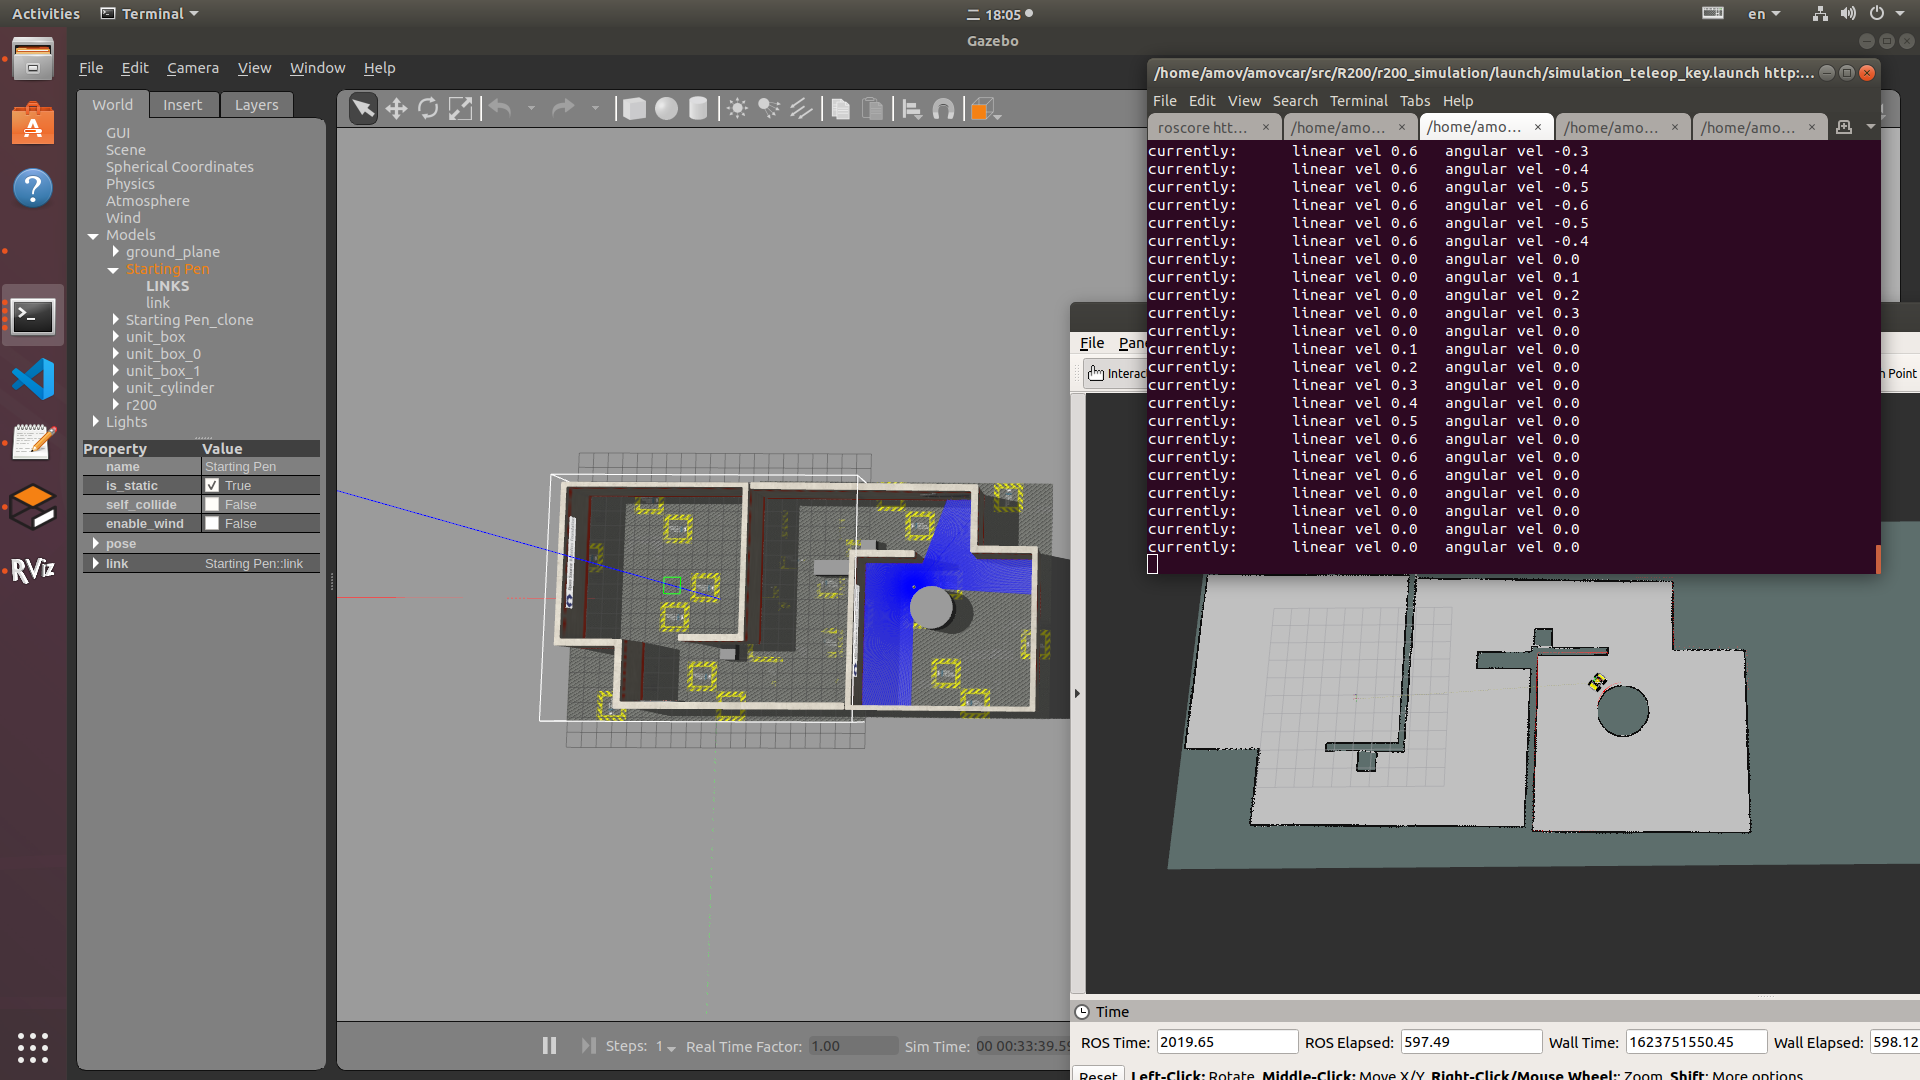 Activities Terminal 二 18:05 en
Gazebo
File Edit Camera View Window Help
World Insert Layers
GUI
Scene
Spherical Coordinates
Physics
Atmosphere
Wind
Models
ground_plane
Starting Pen
LINKS
link
Starting Pen_clone
unit_box
unit_box_0
unit_box_1
unit_cylinder
r200
Lights
Property Value
name Starting Pen
is_static True
self_collide False
enable_wind False
pose
link Starting Pen::link
RViz
Steps: 1 Real Time Factor: 1.00 Sim Time: 00 00:33:39.59
/home/amov/amovcar/src/R200/r200_simulation/launch/simulation_teleop_key.launch http:...
File Edit View Search Terminal Tabs Help
roscore htt... × /home/amo... × /home/amo... × /home/amo... × /home/amo... ×
currently: linear vel 0.6 angular vel -0.3
currently: linear vel 0.6 angular vel -0.4
currently: linear vel 0.6 angular vel -0.5
currently: linear vel 0.6 angular vel -0.6
currently: linear vel 0.6 angular vel -0.5
currently: linear vel 0.6 angular vel -0.4
currently: linear vel 0.0 angular vel 0.0
currently: linear vel 0.0 angular vel 0.1
currently: linear vel 0.0 angular vel 0.2
currently: linear vel 0.0 angular vel 0.3
currently: linear vel 0.0 angular vel 0.0
currently: linear vel 0.1 angular vel 0.0
currently: linear vel 0.2 angular vel 0.0
currently: linear vel 0.3 angular vel 0.0
currently: linear vel 0.4 angular vel 0.0
currently: linear vel 0.5 angular vel 0.0
currently: linear vel 0.6 angular vel 0.0
currently: linear vel 0.6 angular vel 0.0
currently: linear vel 0.6 angular vel 0.0
currently: linear vel 0.0 angular vel 0.0
currently: linear vel 0.0 angular vel 0.0
currently: linear vel 0.0 angular vel 0.0
currently: linear vel 0.0 angular vel 0.0
File Pan
Interac
n Point
Time
ROS Time: 2019.65 ROS Elapsed: 597.49 Wall Time: 1623751550.45 Wall Elapsed: 598.12
Reset Left-Click: Rotate. Middle-Click: Move X/Y. Right-Click/Mouse Wheel:: Zoom. Shift: More options.